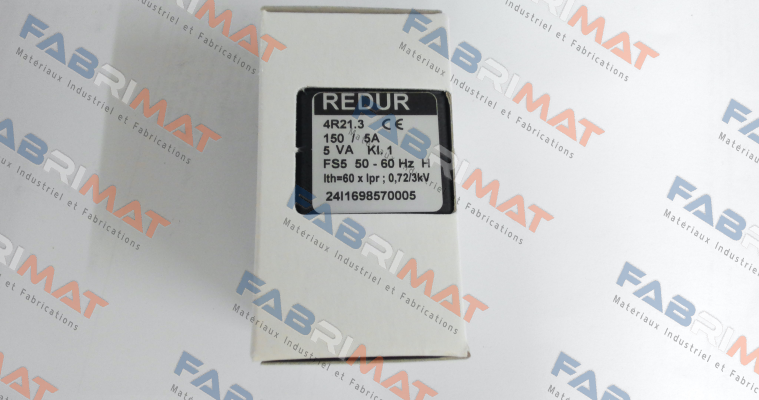 REDUR
4R21.3 CE
150 / 5A
5 VA Kl. 1
FS5 50 - 60 Hz H
Ith=60 x Ipr ; 0,72/3kV
24I1698570005
FABRIMAT
Matériaux Industriel et Fabrications